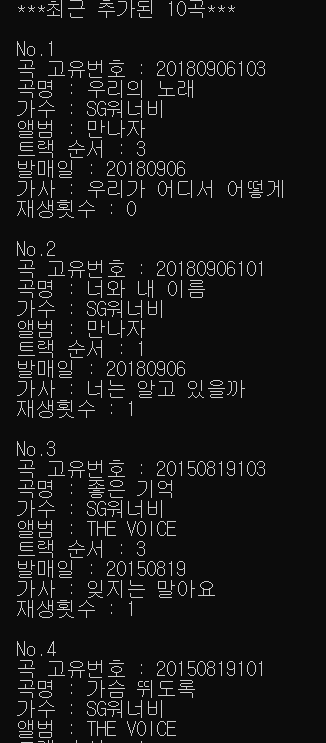 ***최근 추가된 10곡***
No.1
곡 고유번호 : 20180906103
곡명 : 우리의 노래
가수 : SG워너비
앨범 : 만나자
트랙 순서 : 3
발매일 : 20180906
가사 : 우리가 어디서 어떻게
재생횟수 : 0
No.2
곡 고유번호 : 20180906101
곡명 : 너와 내 이름
가수 : SG워너비
앨범 : 만나자
트랙 순서 : 1
발매일 : 20180906
가사 : 너는 알고 있을까
재생횟수 : 1
No.3
곡 고유번호 : 20150819103
곡명 : 좋은 기억
가수 : SG워너비
앨범 : THE VOICE
트랙 순서 : 3
발매일 : 20150819
가사 : 잊지는 말아요
재생횟수 : 1
No.4
곡 고유번호 : 20150819101
곡명 : 가슴 뛰도록
가수 : SG워너비
앨범 : THE VOICE